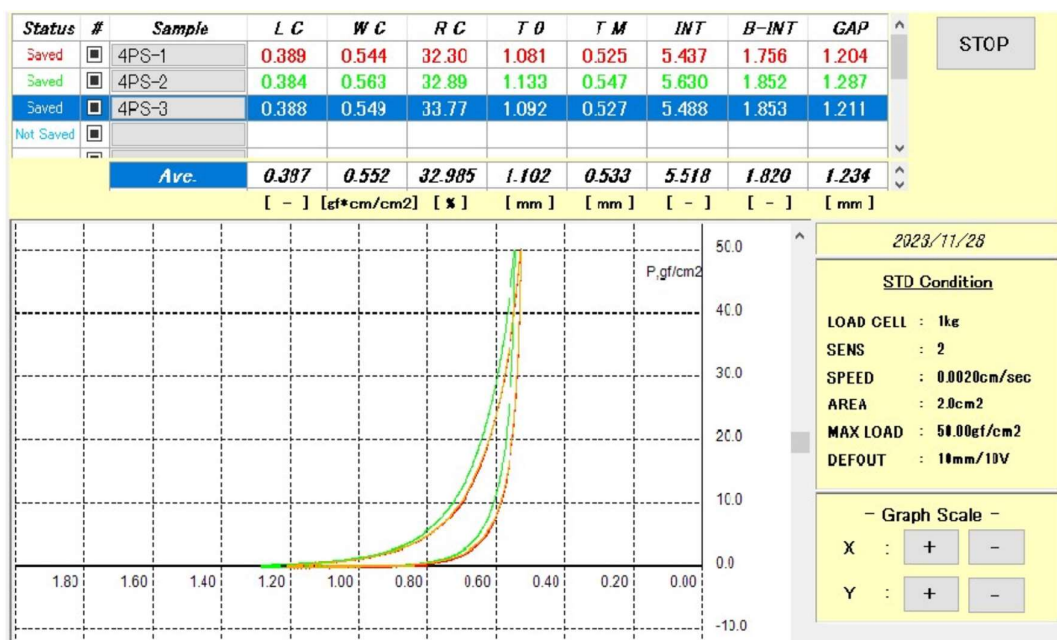 Status # Sample L C W C R C T 0 T M INT B-INT GAP
Saved 4PS-1 0.389 0.544 32.30 1.081 0.525 5.437 1.756 1.204
Saved 4PS-2 0.384 0.563 32.89 1.133 0.547 5.630 1.852 1.287
Saved 4PS-3 0.388 0.549 33.77 1.092 0.527 5.488 1.853 1.211
Not Saved
Ave. 0.387 0.552 32.985 1.102 0.533 5.518 1.820 1.234
[ - ] [gf*cm/cm2] [ % ] [ mm ] [ mm ] [ - ] [ - ] [ mm ]
STOP
50.0
P,gf/cm2
40.0
30.0
20.0
10.0
0.0
1.80 1.60 1.40 1.20 1.00 0.80 0.60 0.40 0.20 0.00
-10.0
2023/11/28
STD Condition
LOAD CELL : 1kg
SENS : 2
SPEED : 0.0020cm/sec
AREA : 2.0cm2
MAX LOAD : 50.00gf/cm2
DEFOUT : 10mm/10V
- Graph Scale -
X : + -
Y : + -